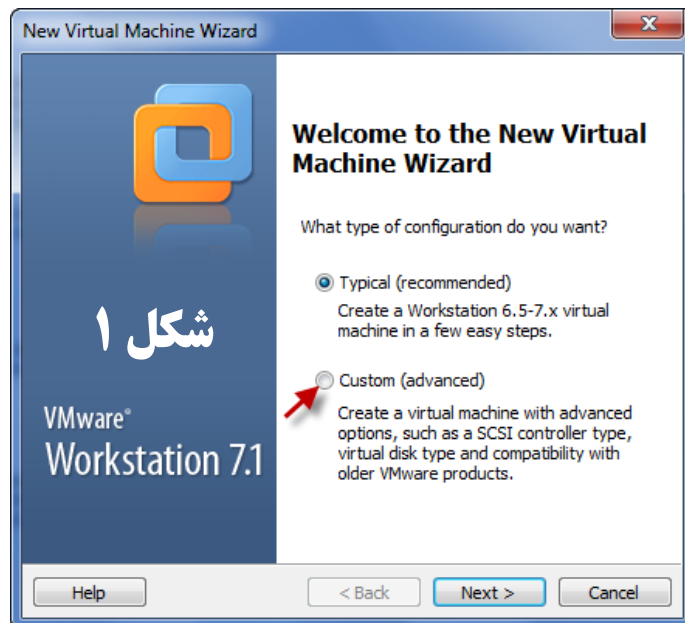 New Virtual Machine Wizard
x
Welcome to the New Virtual
Machine Wizard
What type of configuration do you want?
Typical (recommended)
Create a Workstation 6.5-7.x virtual
machine in a few easy steps.
شکل ۱
Custom (advanced)
Create a virtual machine with advanced
options, such as a SCSI controller type,
virtual disk type and compatibility with
older VMware products.
VMware®
Workstation 7.1
Help
< Back
Next >
Cancel